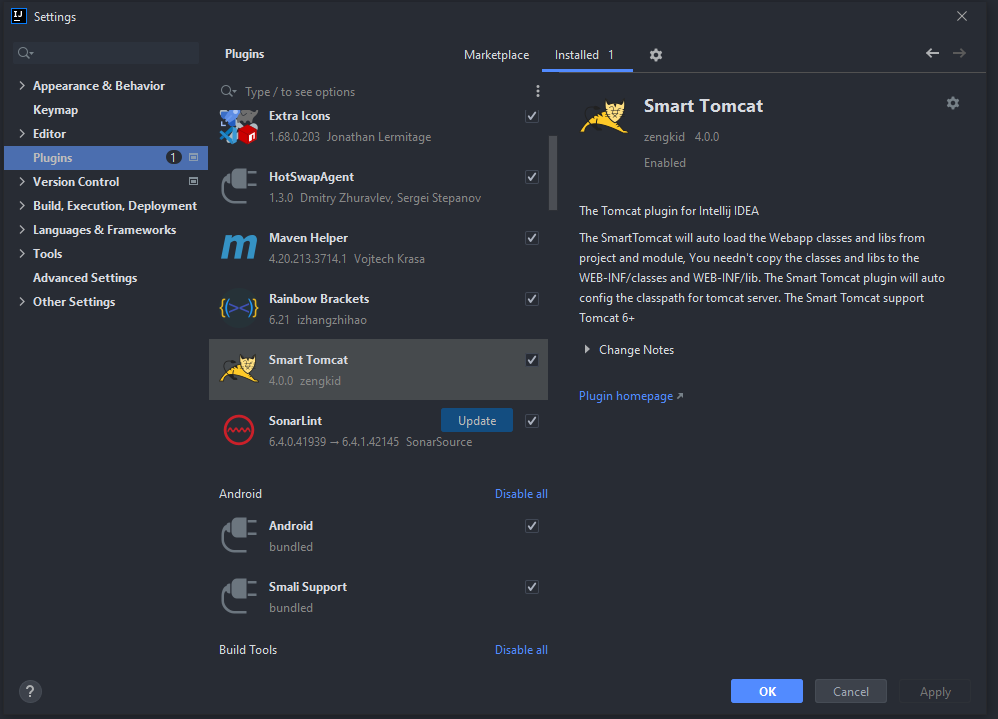 Settings
Plugins
Marketplace
Installed 1
Type / to see options
Appearance & Behavior
Keymap
Editor
Plugins 1
Version Control
Build, Execution, Deployment
Languages & Frameworks
Tools
Advanced Settings
Other Settings
Extra Icons
1.68.0.203 Jonathan Lermitage
HotSwapAgent
1.3.0 Dmitry Zhuravlev, Sergei Stepanov
Maven Helper
4.20.213.3714.1 Vojtech Krasa
Rainbow Brackets
6.21 izhangzhihao
Smart Tomcat
4.0.0 zengkid
SonarLint
Update
6.4.0.41939 → 6.4.1.42145 SonarSource
Android
Disable all
Android
bundled
Smali Support
bundled
Build Tools
Disable all
Smart Tomcat
zengkid 4.0.0
Enabled
The Tomcat plugin for Intellij IDEA
The SmartTomcat will auto load the Webapp classes and libs from
project and module, You needn't copy the classes and libs to the
WEB-INF/classes and WEB-INF/lib. The Smart Tomcat plugin will auto
config the classpath for tomcat server. The Smart Tomcat support
Tomcat 6+
Change Notes
Plugin homepage ↗
?
OK
Cancel
Apply